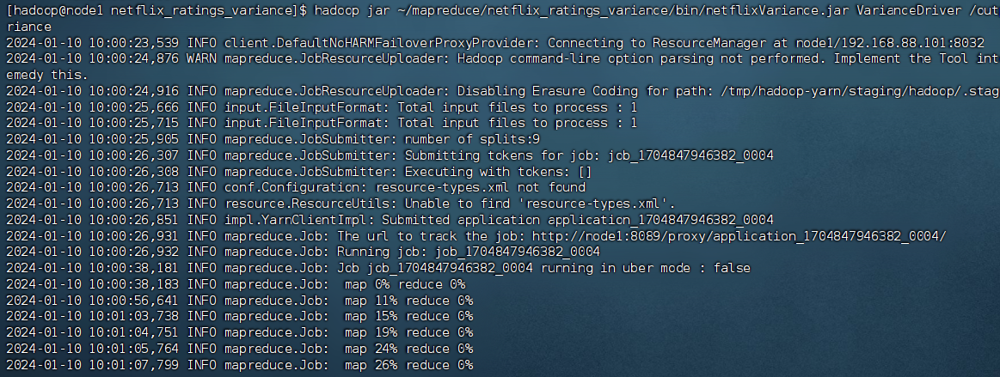 [hadoop@node1 netflix_ratings_variance]$ hadoop jar ~/mapreduce/netflix_ratings_variance/bin/netflixVariance.jar VarianceDriver /out
riance
2024-01-10 10:00:23,539 INFO client.DefaultNoHARMFailoverProxyProvider: Connecting to ResourceManager at node1/192.168.88.101:8032
2024-01-10 10:00:24,876 WARN mapreduce.JobResourceUploader: Hadoop command-line option parsing not performed. Implement the Tool int
emedy this.
2024-01-10 10:00:24,916 INFO mapreduce.JobResourceUploader: Disabling Erasure Coding for path: /tmp/hadoop-yarn/staging/hadoop/.stag
2024-01-10 10:00:25,666 INFO input.FileInputFormat: Total input files to process : 1
2024-01-10 10:00:25,715 INFO input.FileInputFormat: Total input files to process : 1
2024-01-10 10:00:25,905 INFO mapreduce.JobSubmitter: number of splits:9
2024-01-10 10:00:26,307 INFO mapreduce.JobSubmitter: Submitting tokens for job: job_1704847946382_0004
2024-01-10 10:00:26,308 INFO mapreduce.JobSubmitter: Executing with tokens: []
2024-01-10 10:00:26,713 INFO conf.Configuration: resource-types.xml not found
2024-01-10 10:00:26,713 INFO resource.ResourceUtils: Unable to find 'resource-types.xml'.
2024-01-10 10:00:26,851 INFO impl.YarnClientImpl: Submitted application application_1704847946382_0004
2024-01-10 10:00:26,931 INFO mapreduce.Job: The url to track the job: http://node1:8089/proxy/application_1704847946382_0004/
2024-01-10 10:00:26,932 INFO mapreduce.Job: Running job: job_1704847946382_0004
2024-01-10 10:00:38,181 INFO mapreduce.Job: Job job_1704847946382_0004 running in uber mode : false
2024-01-10 10:00:38,183 INFO mapreduce.Job:  map 0% reduce 0%
2024-01-10 10:00:56,641 INFO mapreduce.Job:  map 11% reduce 0%
2024-01-10 10:01:03,738 INFO mapreduce.Job:  map 15% reduce 0%
2024-01-10 10:01:04,751 INFO mapreduce.Job:  map 19% reduce 0%
2024-01-10 10:01:05,764 INFO mapreduce.Job:  map 24% reduce 0%
2024-01-10 10:01:07,799 INFO mapreduce.Job:  map 26% reduce 0%